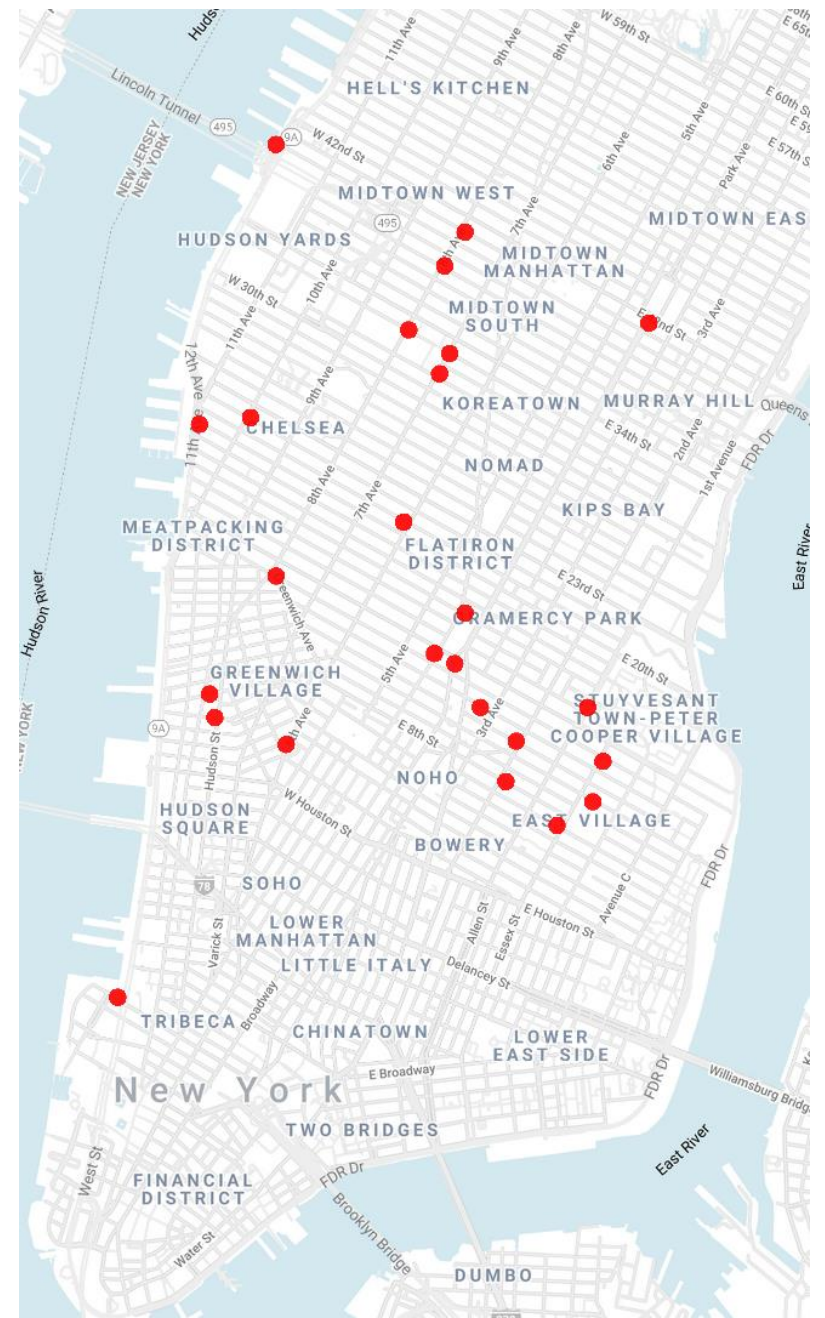 Hudson
11th Ave
9th Ave
8th Ave
W 59th St
E 65th
HELL'S KITCHEN
Lincoln Tunnel
495
9A
W 42nd St
6th Ave
5th Ave
E 60th St
E 57th S
NEW JERSEY
NEW YORK
Park Ave
MIDTOWN WEST
495
7th Ave
MIDTOWN EAS
HUDSON YARDS
MIDTOWN
MANHATTAN
W 30th St
10th Ave
11th Ave
MIDTOWN
SOUTH
3rd Ave
12th Ave
9th Ave
KOREATOWN
MURRAY HILL
Queens
CHELSEA
11th
E 34th St
2nd Ave
FDR Dr
NOMAD
8th Ave
7th Ave
1st Avenue
KIPS BAY
MEATPACKING
DISTRICT
FLATIRON
DISTRICT
East River
Hudson River
E 23rd St
GRAMERCY PARK
5th Ave
E 20th St
GREENWICH
VILLAGE
STUYVESANT
TOWN-PETER
COOPER VILLAGE
3rd Ave
9A
E 8th St
Hudson St
NOHO
W Houston St
HUDSON
SQUARE
EAST VILLAGE
BOWERY
78
SOHO
FDR Dr
Avenue C
Allen St
Essex St
E Houston St
LOWER
MANHATTAN
Varick St
LITTLE ITALY
Delancey St
Broadway
TRIBECA
CHINATOWN
LOWER
EAST SIDE
E Broadway
FDR Dr
Williamsburg Bridg
New York
TWO BRIDGES
East River
West St
FINANCIAL
DISTRICT
FDR Dr
Brooklyn Bridge
Water St
DUMBO